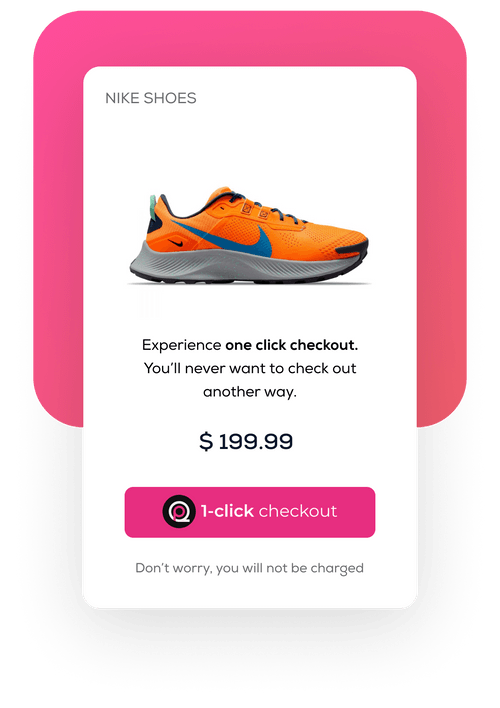 NIKE SHOES
Experience one click checkout.
You'll never want to check out
another way.
$ 199.99
1-click checkout
Don't worry, you will not be charged